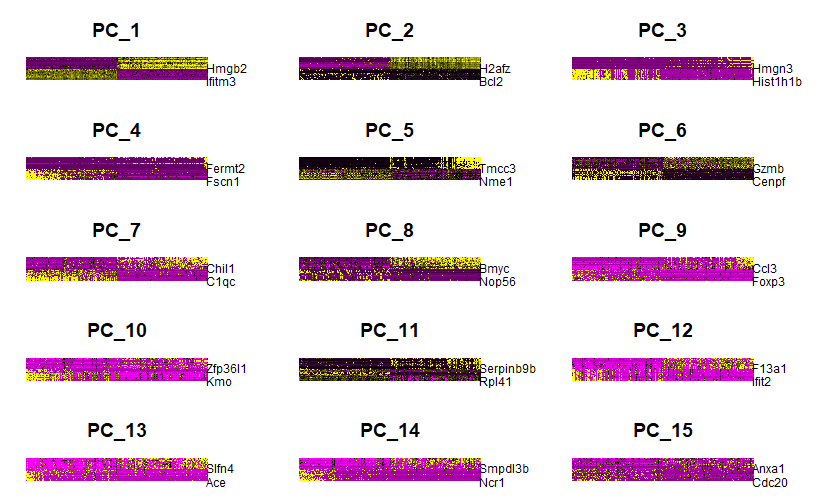 PC_1 PC_2 PC_3
Hmgb2 H2afz Hmgn3
Ifitm3 Bcl2 Hist1h1b
PC_4 PC_5 PC_6
Fermt2 Tmcc3 Gzmb
Fscn1 Nme1 Cenpf
PC_7 PC_8 PC_9
Chil1 Bmyc Ccl3
C1qc Nop56 Foxp3
PC_10 PC_11 PC_12
Zfp36l1 Serpinb9b F13a1
Kmo Rpl41 Ifit2
PC_13 PC_14 PC_15
Slfn4 Smpdl3b Anxa1
Ace Ncr1 Cdc20